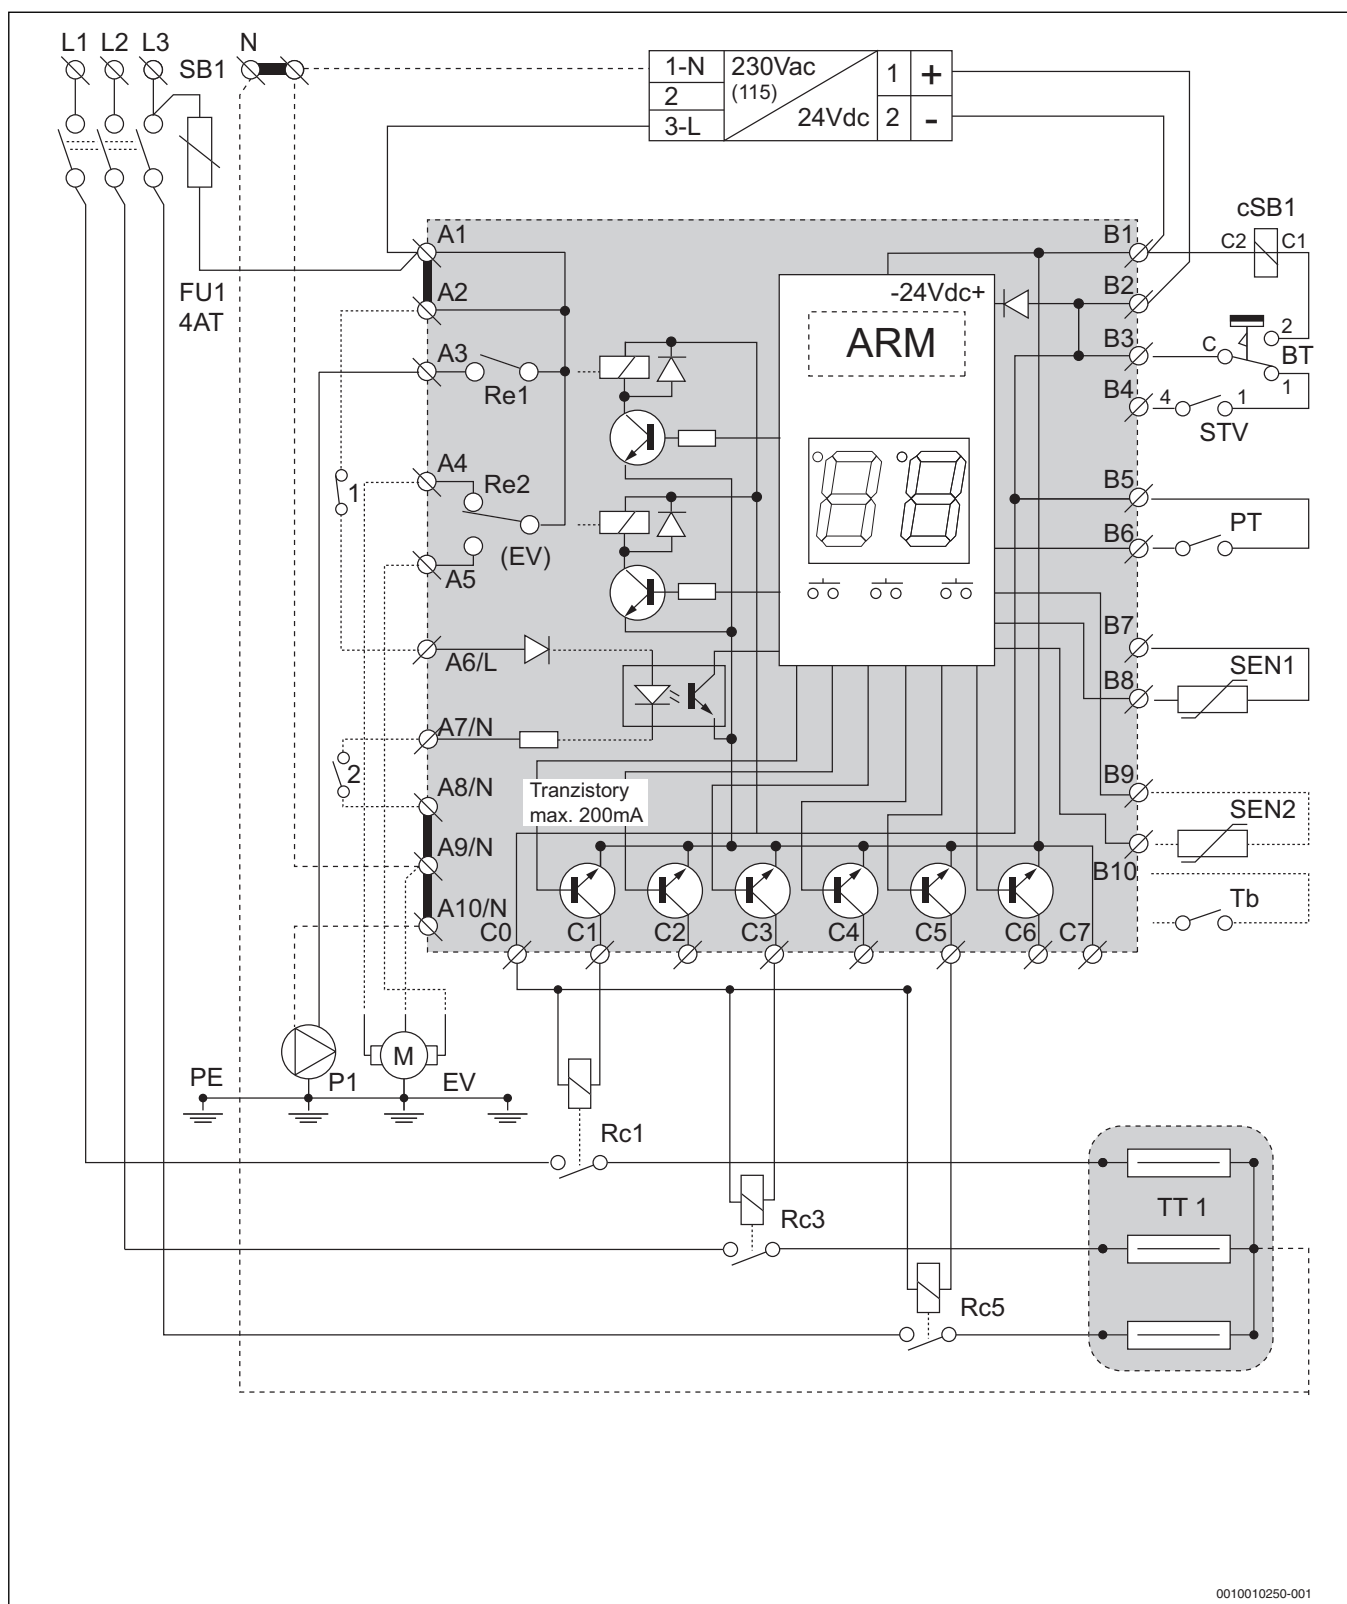 L1 L2 L3 N
SB1
1-N 230Vac 1 +
2 (115)
3-L 24Vdc 2 -
cSB1
A1 B1 C2 C1
FU1 A2 -24Vdc+ B2
4AT
ARM
2
A3 B3 C BT
Re1 1
B4 4 1
STV
A4 Re2 B5
1
PT
B6
(EV)
A5
B7
A6/L SEN1
B8
A7/N
2 B9
A8/N Tranzistory
max. 200mA SEN2
A9/N
B10
A10/N Tb
C0 C1 C2 C3 C4 C5 C6 C7
M
PE P1 EV
Rc1
TT 1
Rc3
Rc5
0010010250-001